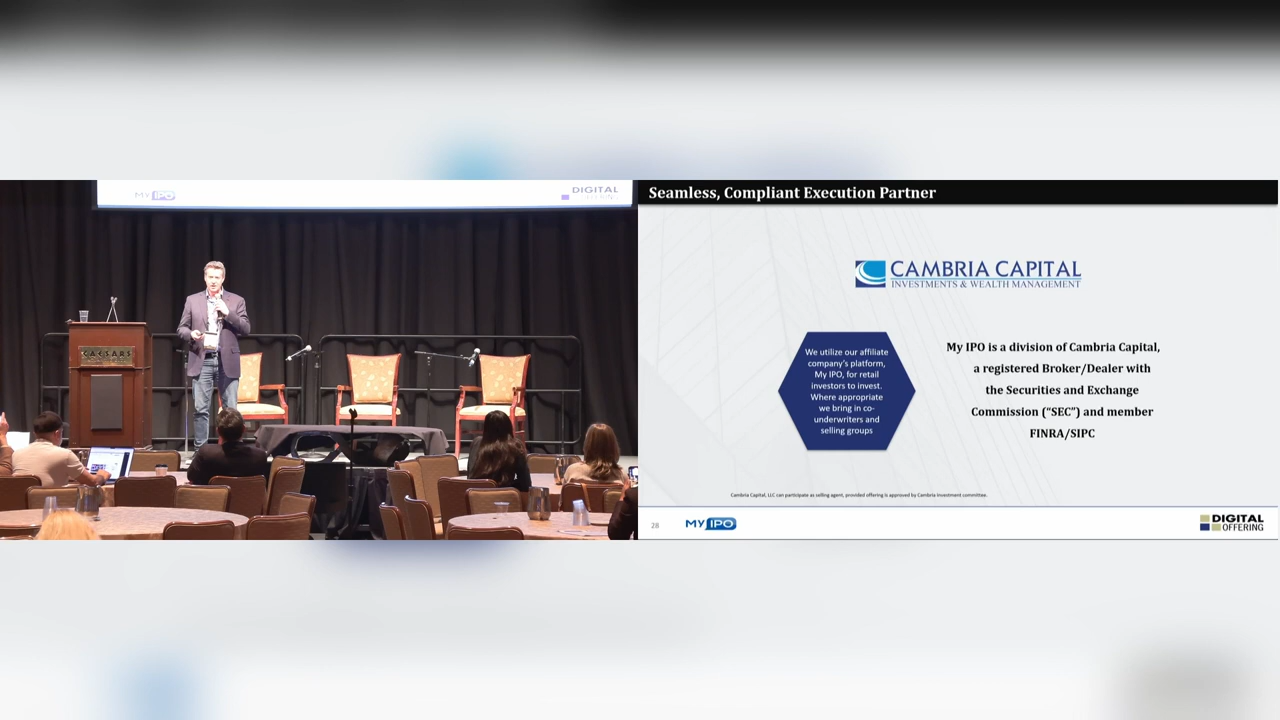 MY IPO
DIGITAL
CAESARS
Seamless, Compliant Execution Partner
CAMBRIA CAPITAL
INVESTMENTS & WEALTH MANAGEMENT
We utilize our affiliate
company's platform,
My IPO, for retail
investors to invest.
Where appropriate
we bring in co-
underwriters and
selling groups
My IPO is a division of Cambria Capital,
a registered Broker/Dealer with
the Securities and Exchange
Commission ("SEC") and member
FINRA/SIPC
Cambria Capital, LLC can participate as selling agent, provided offering is approved by Cambria Investment committee.
28
MY IPO
DIGITAL
OFFERING